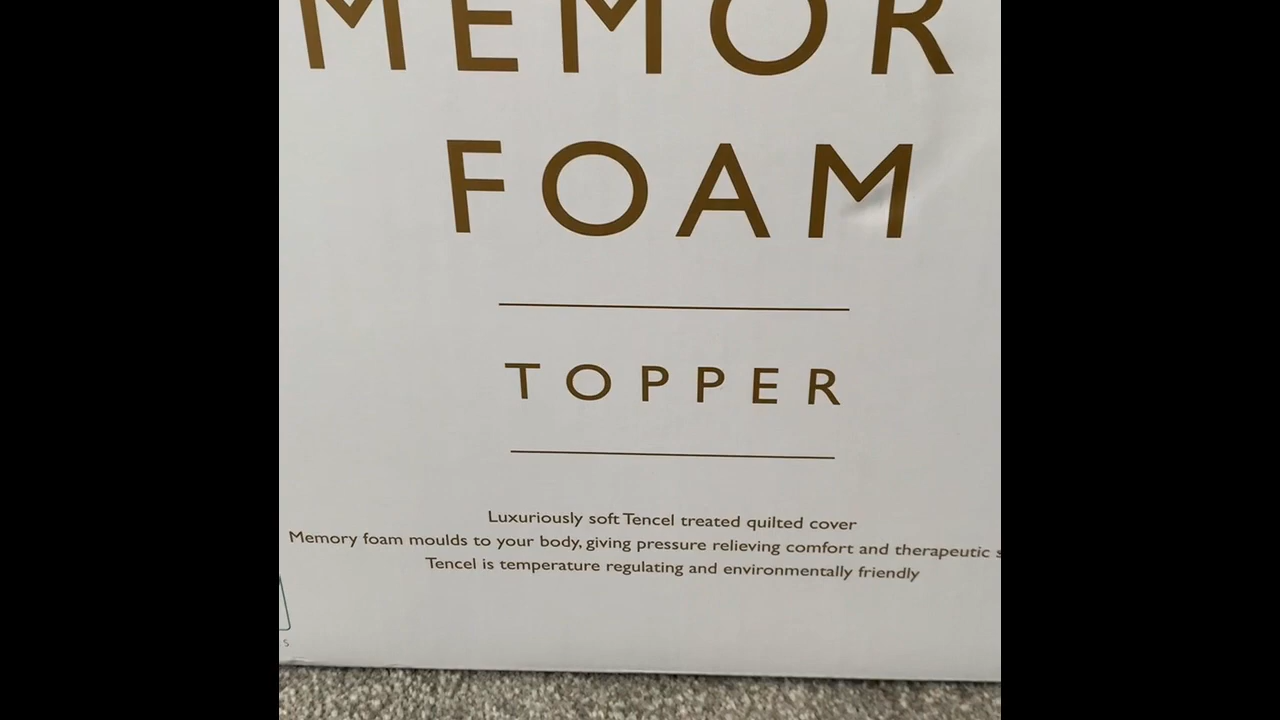 MEMOR
FOAM
TOPPER
Luxuriously soft Tencel treated quilted cover
Memory foam moulds to your body, giving pressure relieving comfort and therapeutic s
Tencel is temperature regulating and environmentally friendly
S